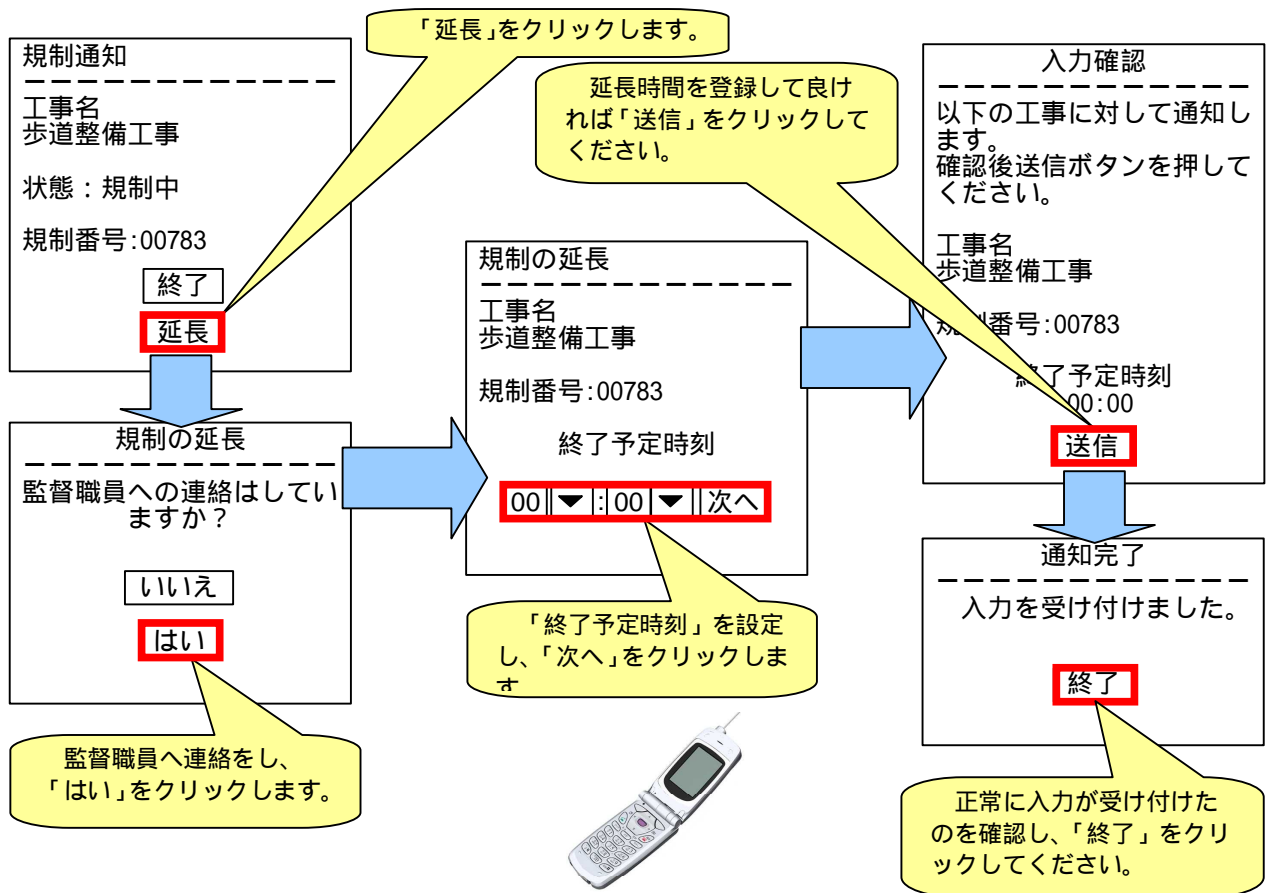 「延長」をクリックします。
規制通知
工事名
歩道整備工事
状態：規制中
規制番号:00783
終了
延長
規制の延長
監督職員への連絡はしてい
ますか？
いいえ
はい
監督職員へ連絡をし、
「はい」をクリックします。
規制の延長
工事名
歩道整備工事
規制番号:00783
終了予定時刻
00 ▼ : 00 ▼ 次へ
「終了予定時刻」を設定
し、「次へ」をクリックしま
す
延長時間を登録して良け
れば「送信」をクリックして
ください。
入力確認
以下の工事に対して通知し
ます。
確認後送信ボタンを押して
ください。
工事名
歩道整備工事
規制番号:00783
終了予定時刻
00:00
送信
通知完了
入力を受け付けました。
終了
正常に入力が受け付けた
のを確認し、「終了」をクリ
ックしてください。